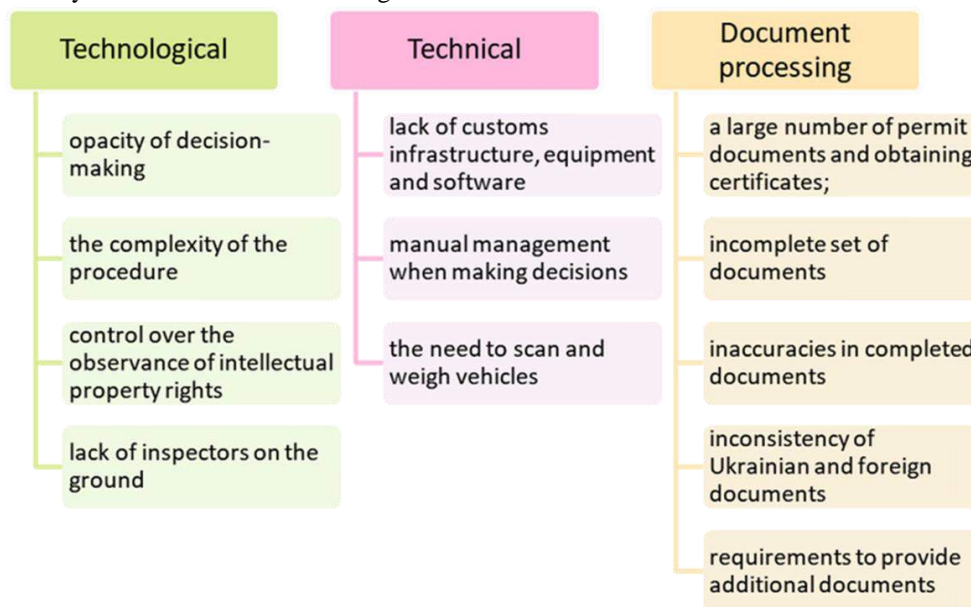 Technological
opacity of decision-
making
the complexity of the
procedure
control over the
observance of intellectual
property rights
lack of inspectors on the
ground
Technical
lack of customs
infrastructure, equipment
and software
manual management
when making decisions
the need to scan and
weigh vehicles
Document
processing
a large number of permit
documents and obtaining
certificates;
incomplete set of
documents
inaccuracies in completed
documents
inconsistency of
Ukrainian and foreign
documents
requirements to provide
additional documents